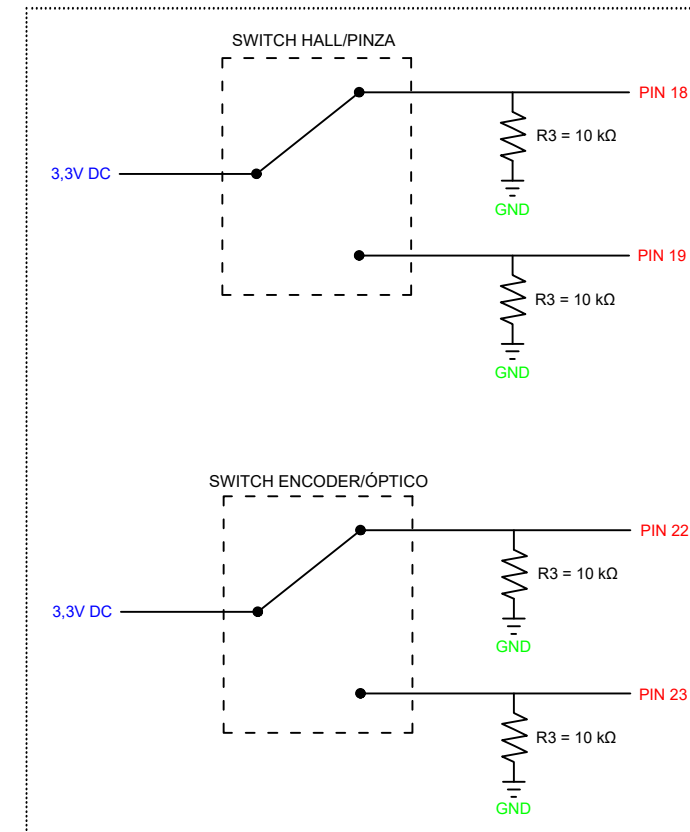 SWITCH HALL/PINZA
PIN 18
R3 = 10 kΩ
3,3V DC
GND
PIN 19
R3 = 10 kΩ
GND
SWITCH ENCODER/ÓPTICO
PIN 22
R3 = 10 kΩ
3,3V DC
GND
PIN 23
R3 = 10 kΩ
GND